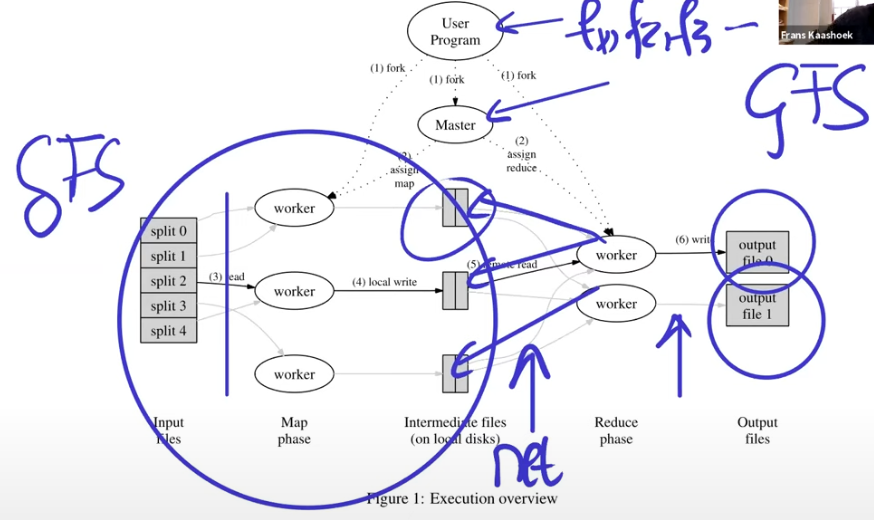 User
Program
f(x), f2, f3 —
Frans Kaashoek
(1) fork
(1) fork
(1) fork
GFS
Master
GFS
(2)
assign
map
(2)
assign
reduce
split 0
split 1
split 2
split 3
split 4
worker
worker
worker
(3) read
(4) local write
(5) remote read
worker
worker
(6) write
output
file 0
output
file 1
Input
files
Map
phase
Intermediate files
(on local disks)
Reduce
phase
Output
files
net
Figure 1: Execution overview